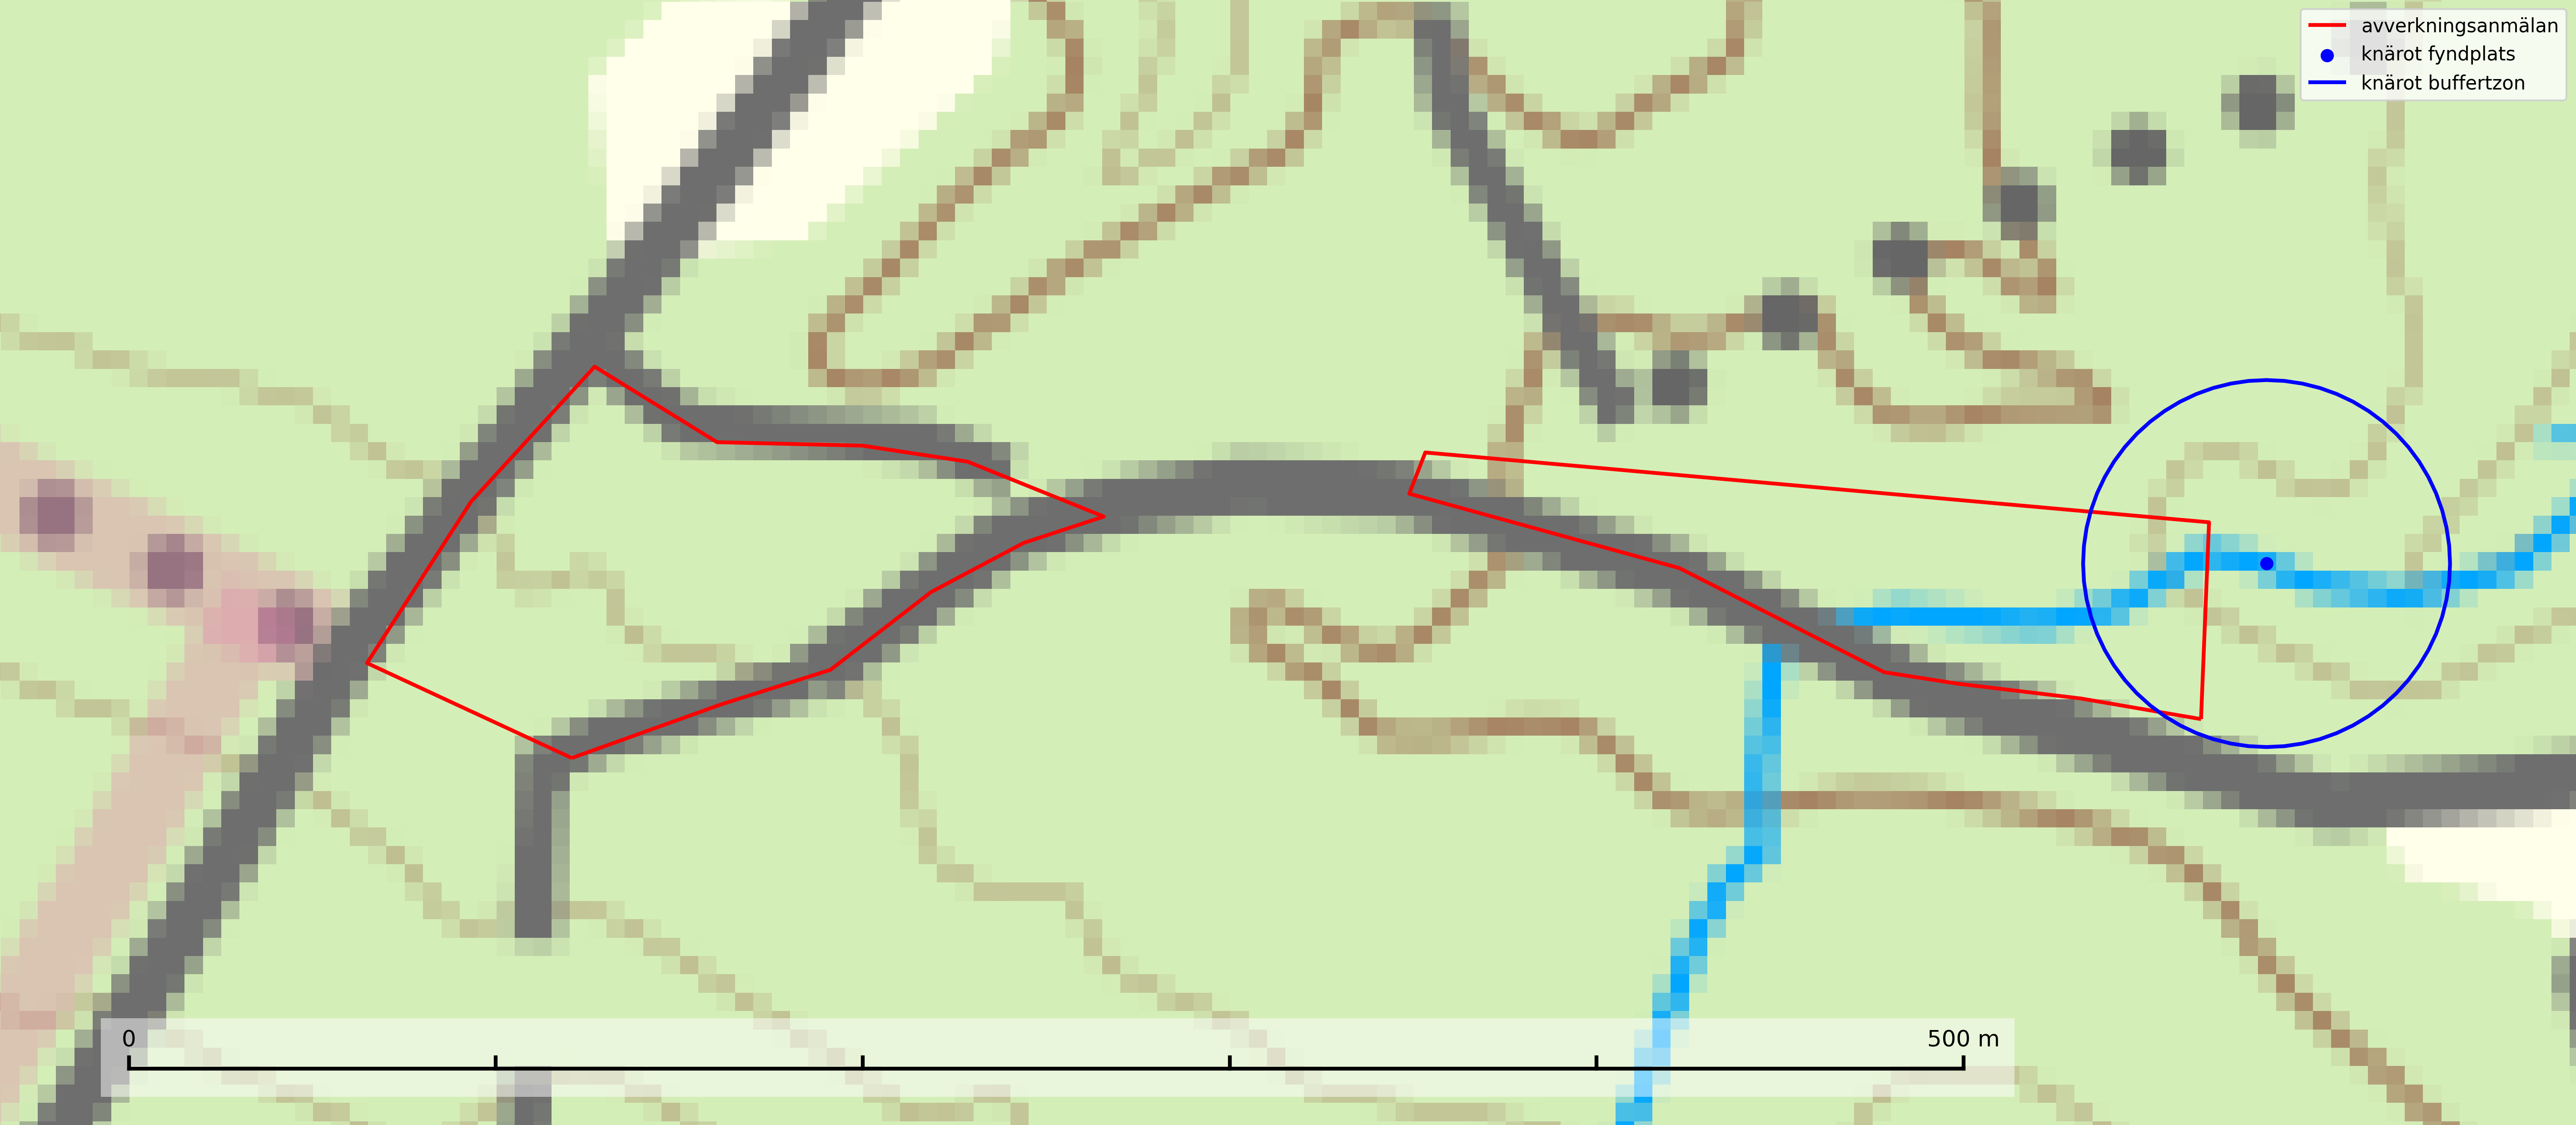 avverkningsanmälan
knärot fyndplats
knärot buffertzon
0
500 m